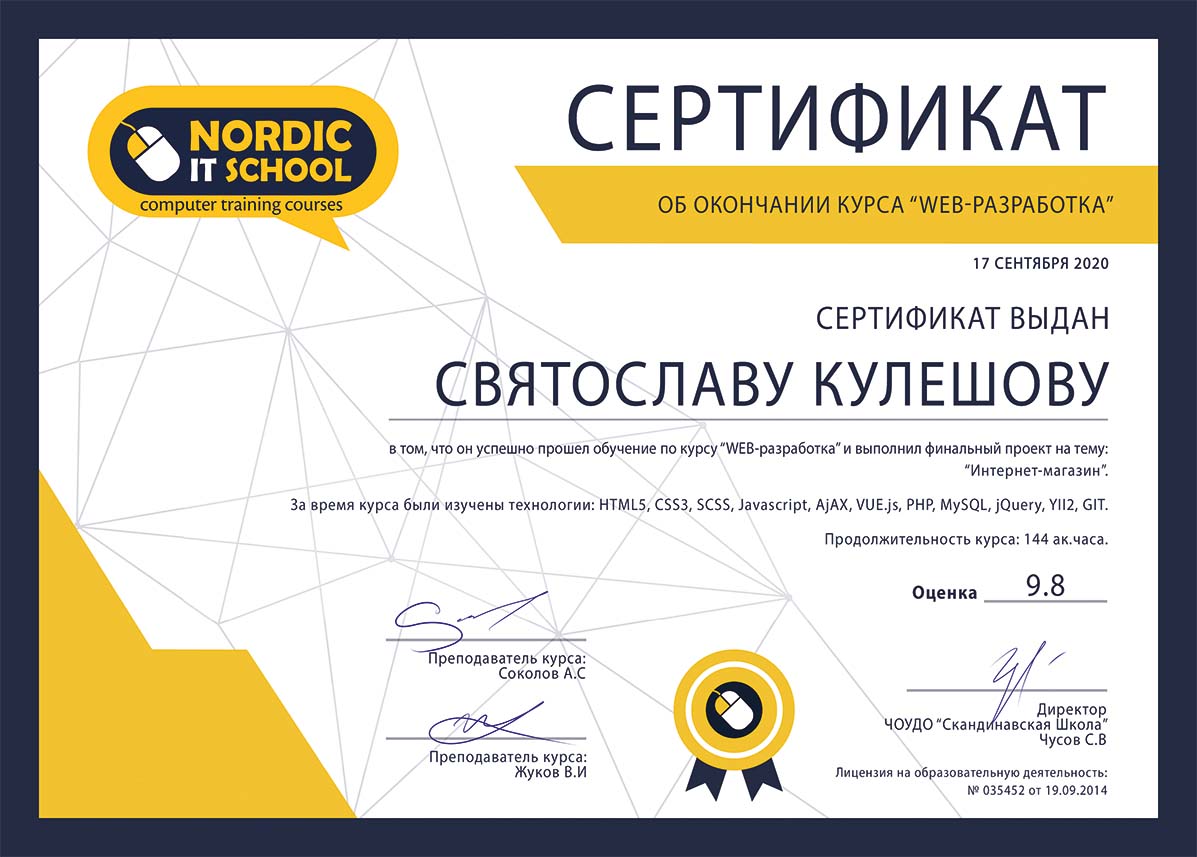 NORDIC
IT SCHOOL
computer training courses
СЕРТИФИКАТ
ОБ ОКОНЧАНИИ КУРСА “WEB-РАЗРАБОТКА”
17 СЕНТЯБРЯ 2020
СЕРТИФИКАТ ВЫДАН
СВЯТОСЛАВУ КУЛЕШОВУ
в том, что он успешно прошел обучение по курсу “WEB-разработка” и выполнил финальный проект на тему:
“Интернет-магазин”.
За время курса были изучены технологии: HTML5, CSS3, SCSS, Javascript, AjAX, VUE.js, PHP, MySQL, jQuery, YII2, GIT.
Продолжительность курса: 144 ак.часа.
Оценка 9.8
Преподаватель курса:
Соколов А.С
Преподаватель курса:
Жуков В.И
Директор
ЧОУДО “Скандинавская Школа”
Чусов С.В
Лицензия на образовательную деятельность:
№ 035452 от 19.09.2014